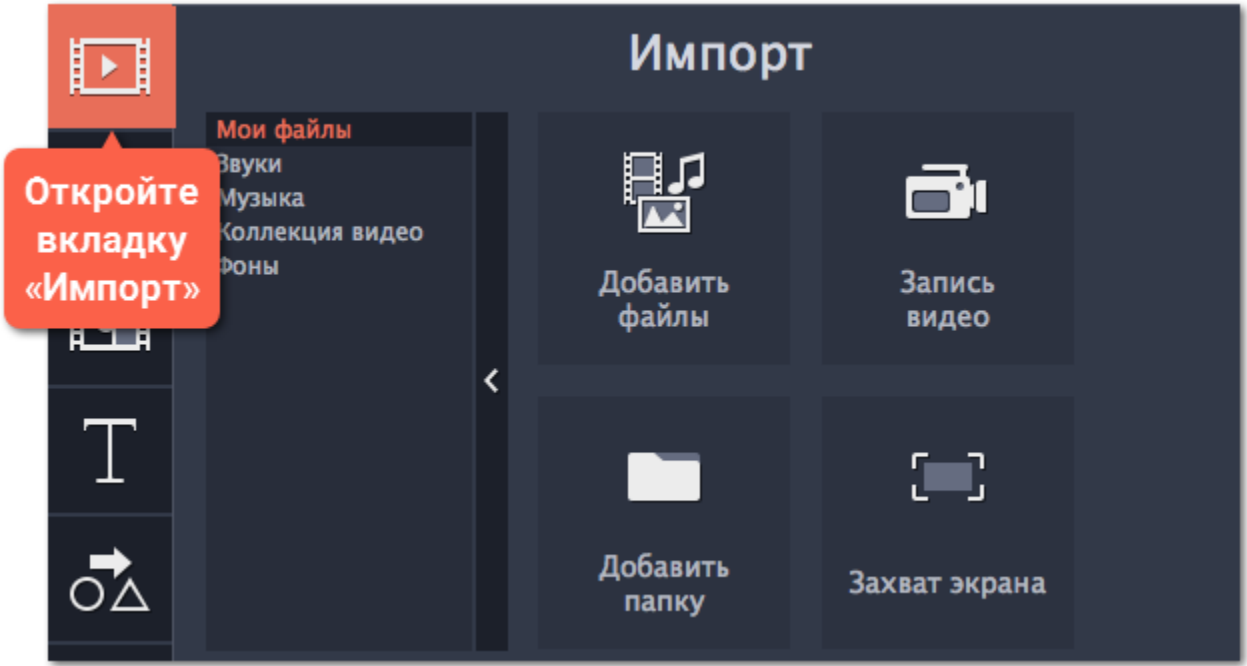 Импорт
Откройте
вкладку
«Импорт»
Мои файлы
Звуки
Музыка
Коллекция видео
Фоны
Добавить
файлы
Запись
видео
Добавить
папку
Захват экрана